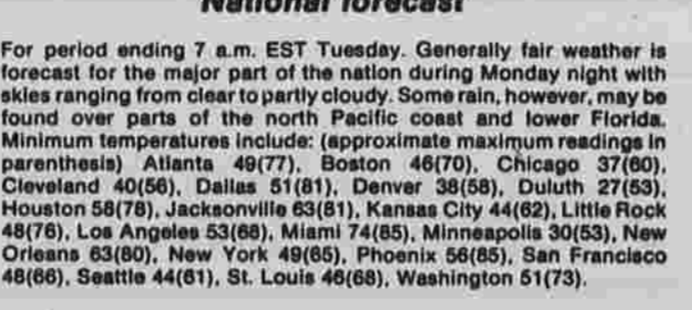 National forecast
For period ending 7 a.m. EST Tuesday. Generally fair weather is
forecast for the major part of the nation during Monday night with
skies ranging from clear to partly cloudy. Some rain, however, may be
found over parts of the north Pacific coast and lower Florida.
Minimum temperatures include: (approximate maximum readings in
parenthesis) Atlanta 49(77), Boston 46(70), Chicago 37(60),
Cleveland 40(56), Dallas 51(81), Denver 38(58), Duluth 27(53),
Houston 58(78), Jacksonville 63(81), Kansas City 44(62), Little Rock
48(76), Los Angeles 53(68), Miami 74(85), Minneapolis 30(53), New
Orleans 63(80), New York 49(65), Phoenix 56(85), San Francisco
48(66), Seattle 44(61), St. Louis 46(68), Washington 51(73).